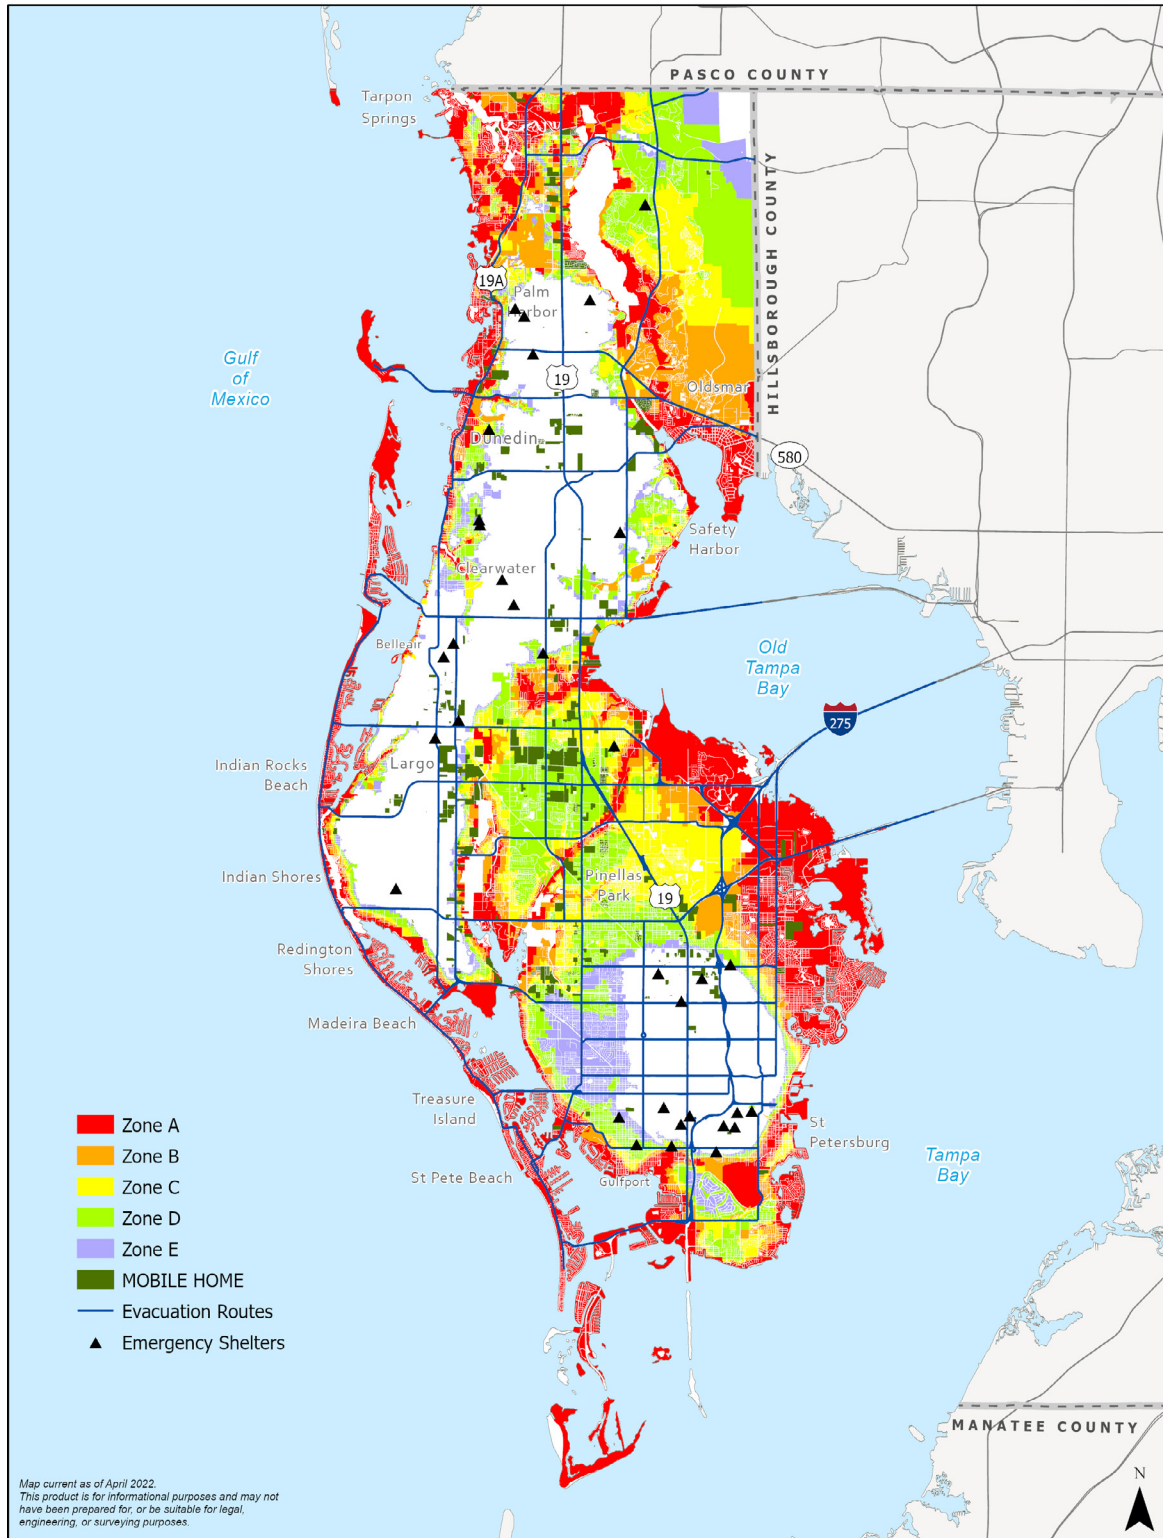 PASCO COUNTY
Tarpon
Springs
HILLSBOROUGH COUNTY
19A
Palm
Harbor
Gulf
of
Mexico
19
Oldsmar
Dunedin
580
Safety
Harbor
Clearwater
Belleair
Old
Tampa
Bay
275
Indian Rocks
Beach
Largo
Indian Shores
Pinellas
Park
19
Redington
Shores
Madeira Beach
Treasure
Island
St
Petersburg
St Pete Beach
Gulfport
Tampa
Bay
Zone A
Zone B
Zone C
Zone D
Zone E
MOBILE HOME
Evacuation Routes
Emergency Shelters
MANATEE COUNTY
Map current as of April 2022.
This product is for informational purposes and may not
have been prepared for, or be suitable for legal,
engineering, or surveying purposes.
N